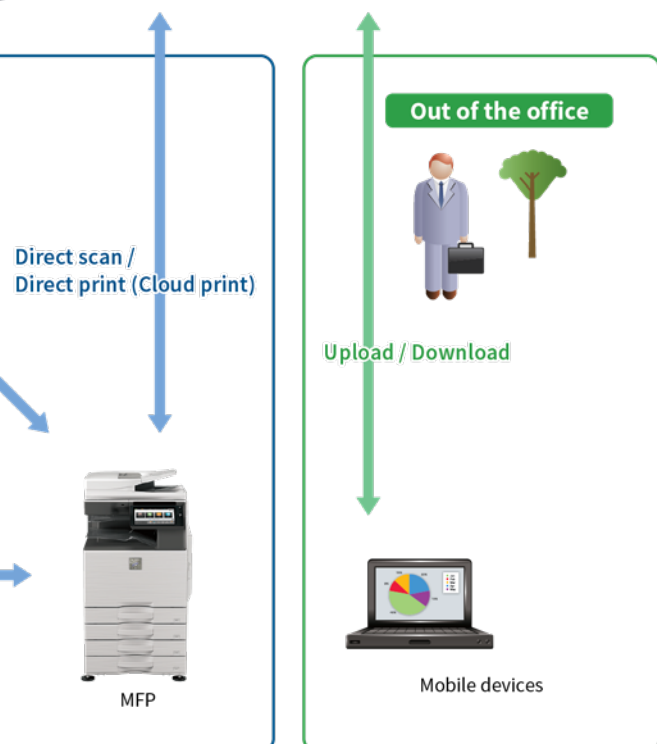 Out of the office
Direct scan /
Direct print (Cloud print)
Upload / Download
MFP
Mobile devices